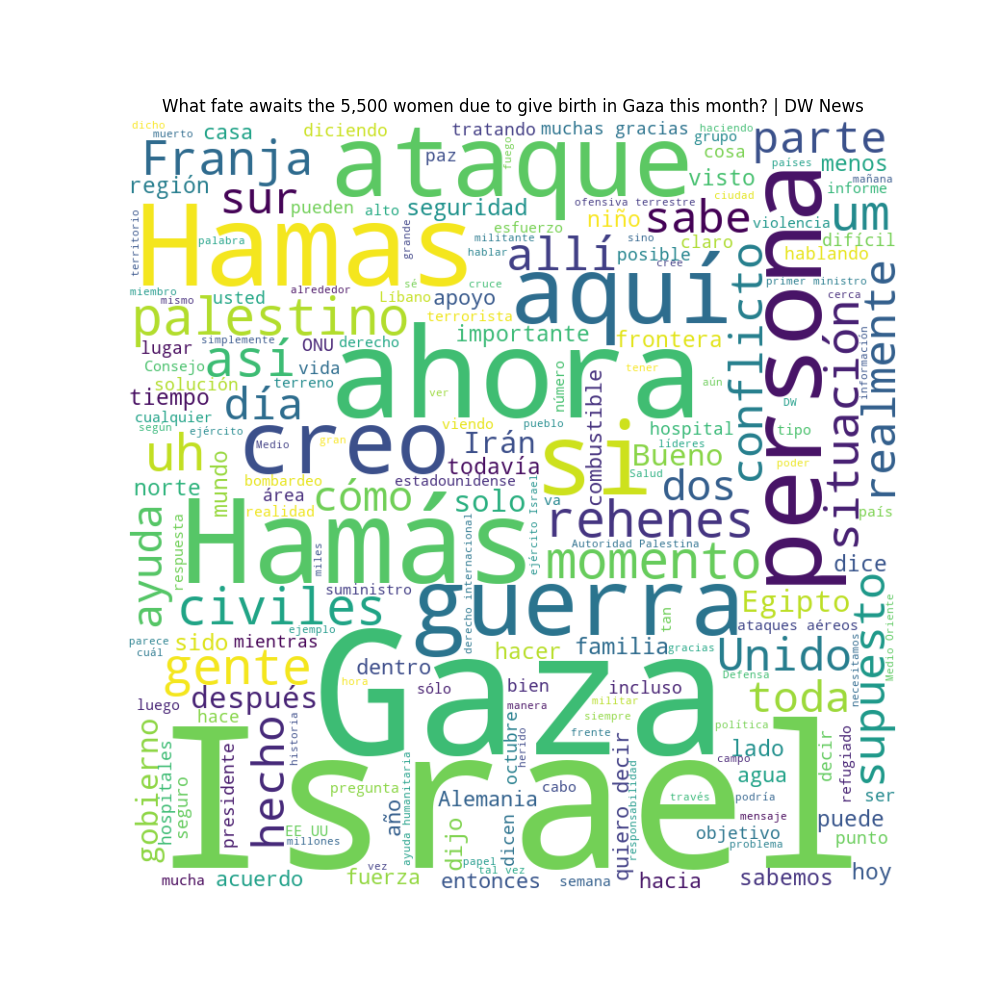 What fate awaits the 5,500 women due to give birth in Gaza this month? | DW News
dicho
muerto
casa
diciendo
tratando
muchas gracias
haciendo
grupo
cosa
parte
Franja
ataque
paz
fuego
países
menos
mañana
región
sur
pueden
alto
seguridad
visto
ofensiva terrestre
ciudad
informe
niño
sabe
violencia
um
territorio
Hamas
palabra
grande
esfuerzo
militante
hablar
sino
claro
difícil
allí
posible
cree
hablando
persona
miembro
mismo
usted
alrededor
sé
cruce
Líbano
apoyo
aquí
primer ministro
cerca
palestino
terrorista
importante
frontera
conflicto
realmente
lugar
simplemente
ONU
derecho
así
Consejo
vida
ahora
tener
solución
terreno
tiempo
ver
número
aún
información
situación
día
DW
cualquier
según
ejército
viendo
pueblo
combustible
hospital
tipo
creo
Medio
gran
Irán
si
líderes
uh
Bueno
todavía
Salud
poder
mundo
bombardeo
estadounidense
norte
área
cómo
solo
va
dos
realidad
país
Hamás
rehenes
ejército Israel
ayuda
respuesta
miles
derecho internacional
Autoridad Palestina
momento
dice
suministro
civiles
guerra
Egipto
tan
ataques aéreos
ejemplo
parece
cuál
sido
mientras
hacer
familia
gracias
Unido
supuesto
Medio Oriente
necesitamos
gente
dentro
Gaza
Defensa
hora
sólo
bien
incluso
toda
luego
después
manera
militar
hace
siempre
política
gobierno
hospitales
seguro
presidente
hecho
historia
octubre
herido
frente
quiero decir
responsabilidad
lado
decir
refugiado
campo
Israel
agua
pregunta
año
ayuda humanitaria
Alemania
cabo
través
podría
ser
mensaje
puede
EE UU
millones
dijo
dicen
objetivo
problema
punto
papel
tal vez
vez
mucha
acuerdo
fuerza
entonces
semana
hacia
sabemos
hoy